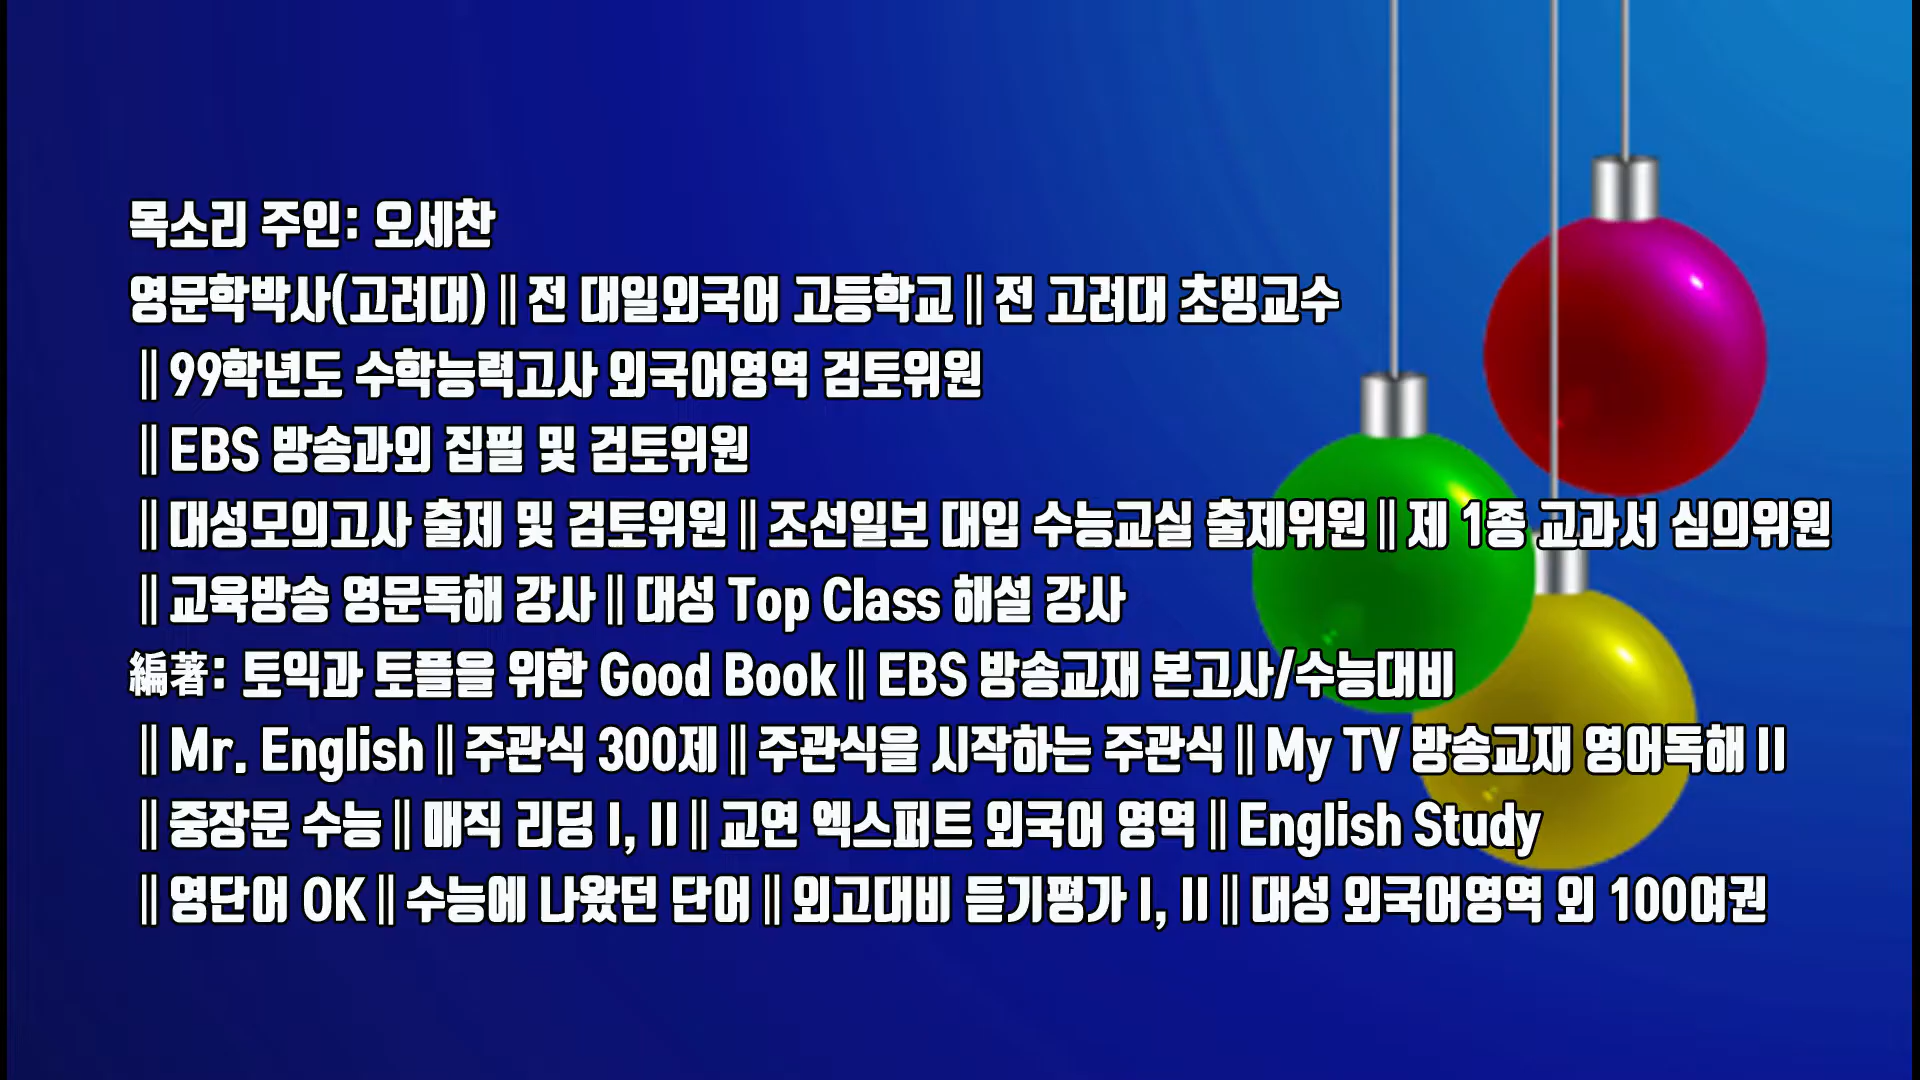 목소리 주인: 오세찬
영문학박사(고려대)∥전 대일외국어 고등학교∥전 고려대 초빙교수
∥99학년도 수학능력고사 외국어영역 검토위원
∥EBS 방송과외 집필 및 검토위원
∥대성모의고사 출제 및 검토위원∥조선일보 대입 수능교실 출제위원∥제 1종 교과서 심의위원
∥교육방송 영문독해 강사∥대성 Top Class 해설 강사
編著: 토익과 토플을 위한 Good Book∥EBS 방송교재 본고사/수능대비
∥Mr. English∥주관식 300제∥주관식을 시작하는 주관식∥My TV 방송교재 영어독해 II
∥중장문 수능∥매직 리딩 I, II∥교연 엑스퍼트 외국어 영역∥English Study
∥영단어 OK∥수능에 나왔던 단어∥외고대비 듣기평가 I, II∥대성 외국어영역 외 100여권